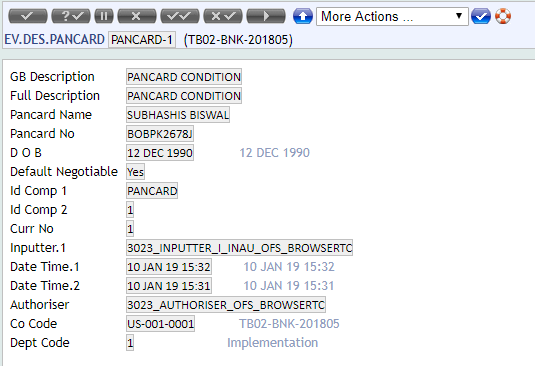 More Actions ...
EV.DES.PANCARD PANCARD-1 (TB02-BNK-201805)
GB Description PANCARD CONDITION
Full Description PANCARD CONDITION
Pancard Name SUBHASHIS BISWAL
Pancard No BOBPK2678J
D O B 12 DEC 1990 12 DEC 1990
Default Negotiable Yes
Id Comp 1 PANCARD
Id Comp 2 1
Curr No 1
Inputter.1 3023_INPUTTER_I_INAU_OFS_BROWSERTC
Date Time.1 10 JAN 19 15:32 10 JAN 19 15:32
Date Time.2 10 JAN 19 15:31 10 JAN 19 15:31
Authoriser 3023_AUTHORISER_OFS_BROWSERTC
Co Code US-001-0001 TB02-BNK-201805
Dept Code 1 Implementation